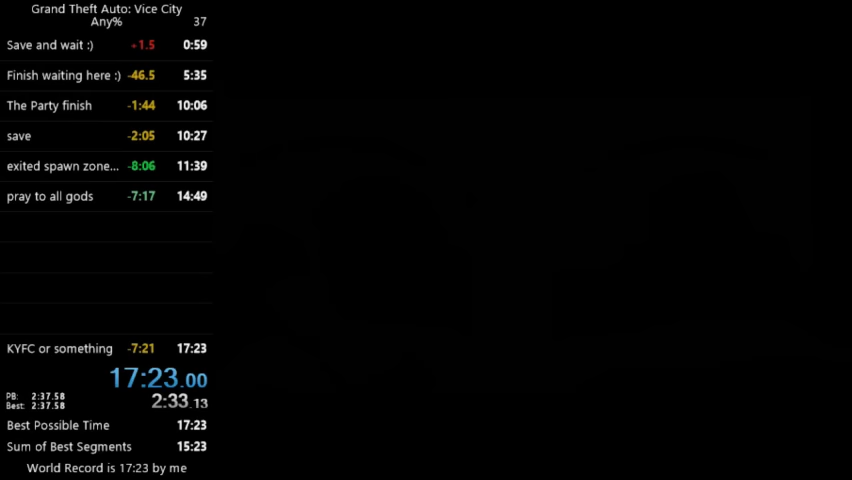 Grand Theft Auto: Vice City
Any% 37
Save and wait :) +1.5 0:59
Finish waiting here :) -46.5 5:35
The Party finish -1:44 10:06
save -2:05 10:27
exited spawn zone... -8:06 11:39
pray to all gods -7:17 14:49
KYFC or something -7:21 17:23
17:23.00
PB: 2:37.58
Best: 2:37.58 2:33.13
Best Possible Time 17:23
Sum of Best Segments 15:23
World Record is 17:23 by me